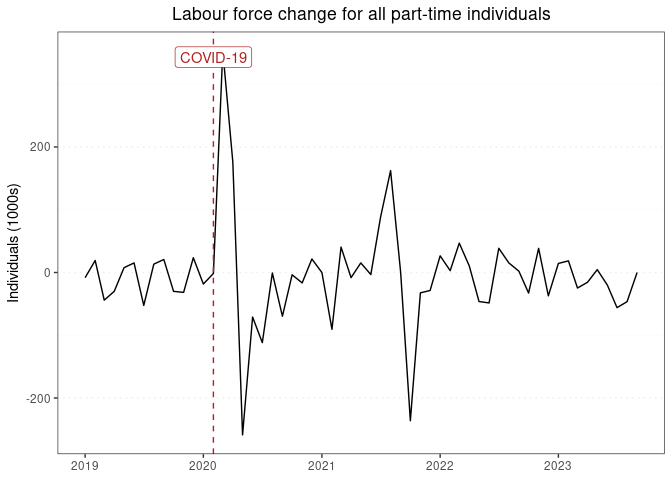 Labour force change for all part-time individuals
COVID-19
Individuals (1000s)
200
0
-200
2019 2020 2021 2022 2023